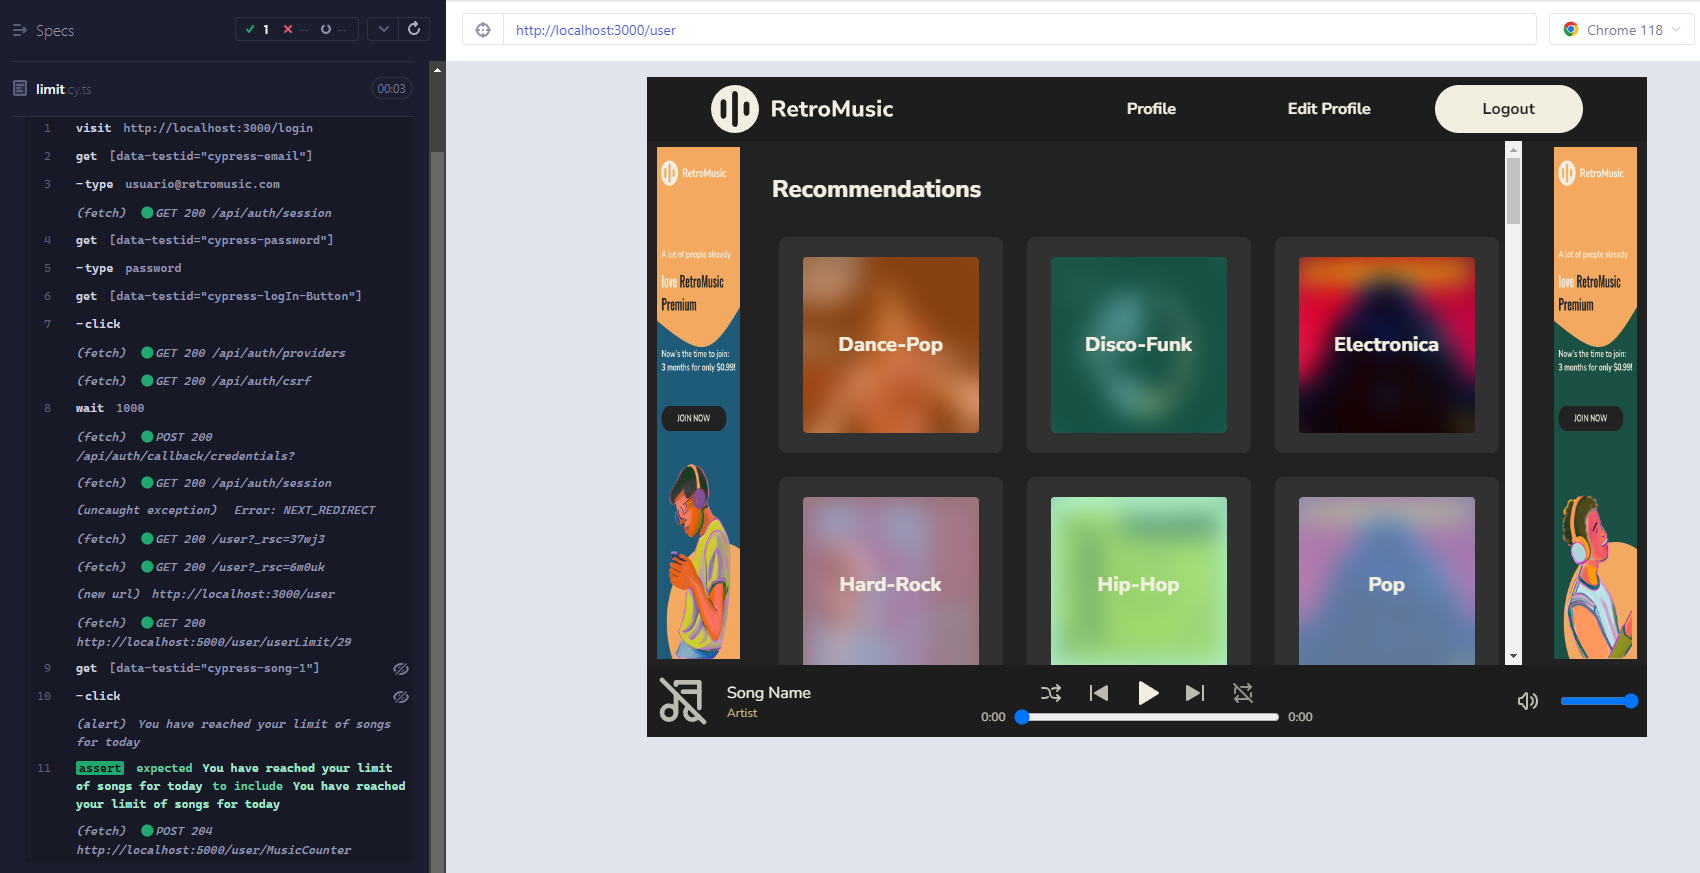 Specs
1 -- --
http://localhost:3000/user
Chrome 118
limit.cy.ts
00:03
1 visit http://localhost:3000/login
2 get [data-testid="cypress-email"]
3 -type usuario@retromusic.com
(fetch) GET 200 /api/auth/session
4 get [data-testid="cypress-password"]
5 -type password
6 get [data-testid="cypress-logIn-Button"]
7 -click
(fetch) GET 200 /api/auth/providers
(fetch) GET 200 /api/auth/csrf
8 wait 1000
(fetch) POST 200
/api/auth/callback/credentials?
(fetch) GET 200 /api/auth/session
(uncaught exception) Error: NEXT_REDIRECT
(fetch) GET 200 /user?_rsc=37wj3
(fetch) GET 200 /user?_rsc=6m0uk
(new url) http://localhost:3000/user
(fetch) GET 200
http://localhost:5000/user/userLimit/29
9 get [data-testid="cypress-song-1"]
10 -click
(alert) You have reached your limit of songs
for today
11 assert expected You have reached your limit
of songs for today to include You have reached
your limit of songs for today
(fetch) POST 204
http://localhost:5000/user/MusicCounter
RetroMusic
Profile
Edit Profile
Logout
RetroMusic
A lot of people already
love RetroMusic
Premium
Now's the time to join:
3 months for only $0.99!
JOIN NOW
Recommendations
Dance-Pop
Disco-Funk
Electronica
Hard-Rock
Hip-Hop
Pop
RetroMusic
A lot of people already
love RetroMusic
Premium
Now's the time to join:
3 months for only $0.99!
JOIN NOW
Song Name
Artist
0:00
0:00